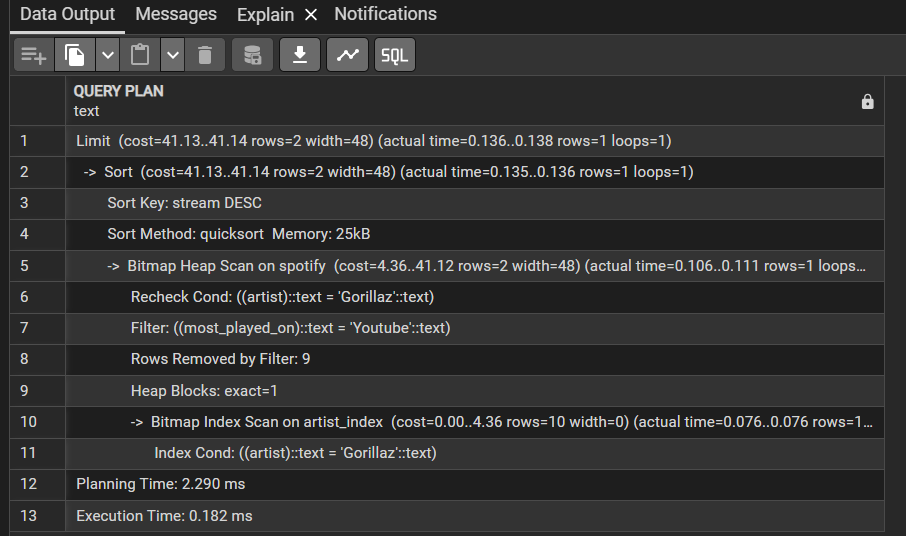 Data Output Messages Explain Notifications
SQL
QUERY PLAN
text
1 Limit (cost=41.13..41.14 rows=2 width=48) (actual time=0.136..0.138 rows=1 loops=1)
2 -> Sort (cost=41.13..41.14 rows=2 width=48) (actual time=0.135..0.136 rows=1 loops=1)
3 Sort Key: stream DESC
4 Sort Method: quicksort Memory: 25kB
5 -> Bitmap Heap Scan on spotify (cost=4.36..41.12 rows=2 width=48) (actual time=0.106..0.111 rows=1 loops…
6 Recheck Cond: ((artist)::text = 'Gorillaz'::text)
7 Filter: ((most_played_on)::text = 'Youtube'::text)
8 Rows Removed by Filter: 9
9 Heap Blocks: exact=1
10 -> Bitmap Index Scan on artist_index (cost=0.00..4.36 rows=10 width=0) (actual time=0.076..0.076 rows=1…
11 Index Cond: ((artist)::text = 'Gorillaz'::text)
12 Planning Time: 2.290 ms
13 Execution Time: 0.182 ms